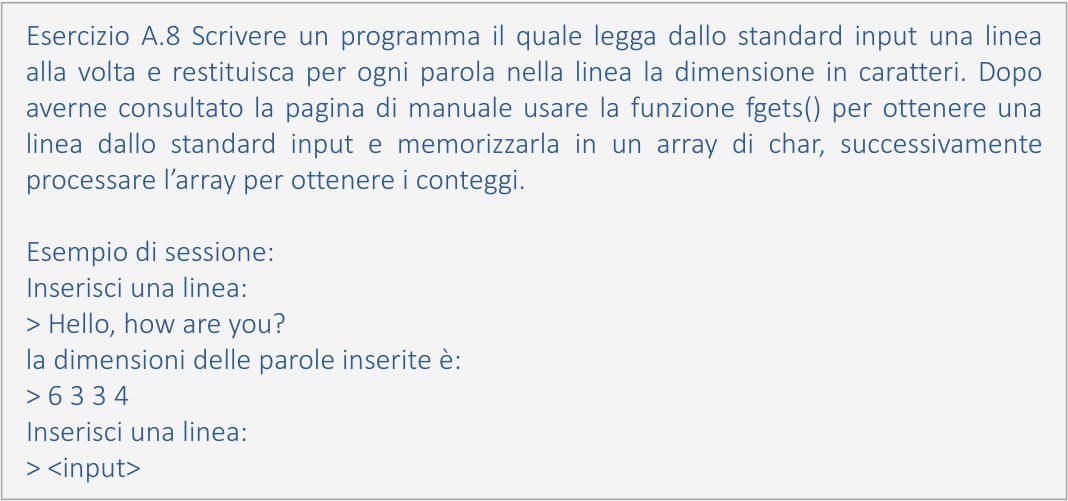 Esercizio A.8 Scrivere un programma il quale legga dallo standard input una linea
alla volta e restituisca per ogni parola nella linea la dimensione in caratteri. Dopo
averne consultato la pagina di manuale usare la funzione fgets() per ottenere una
linea dallo standard input e memorizzarla in un array di char, successivamente
processare l’array per ottenere i conteggi.
Esempio di sessione:
Inserisci una linea:
> Hello, how are you?
la dimensioni delle parole inserite è:
> 6 3 3 4
Inserisci una linea:
> <input>